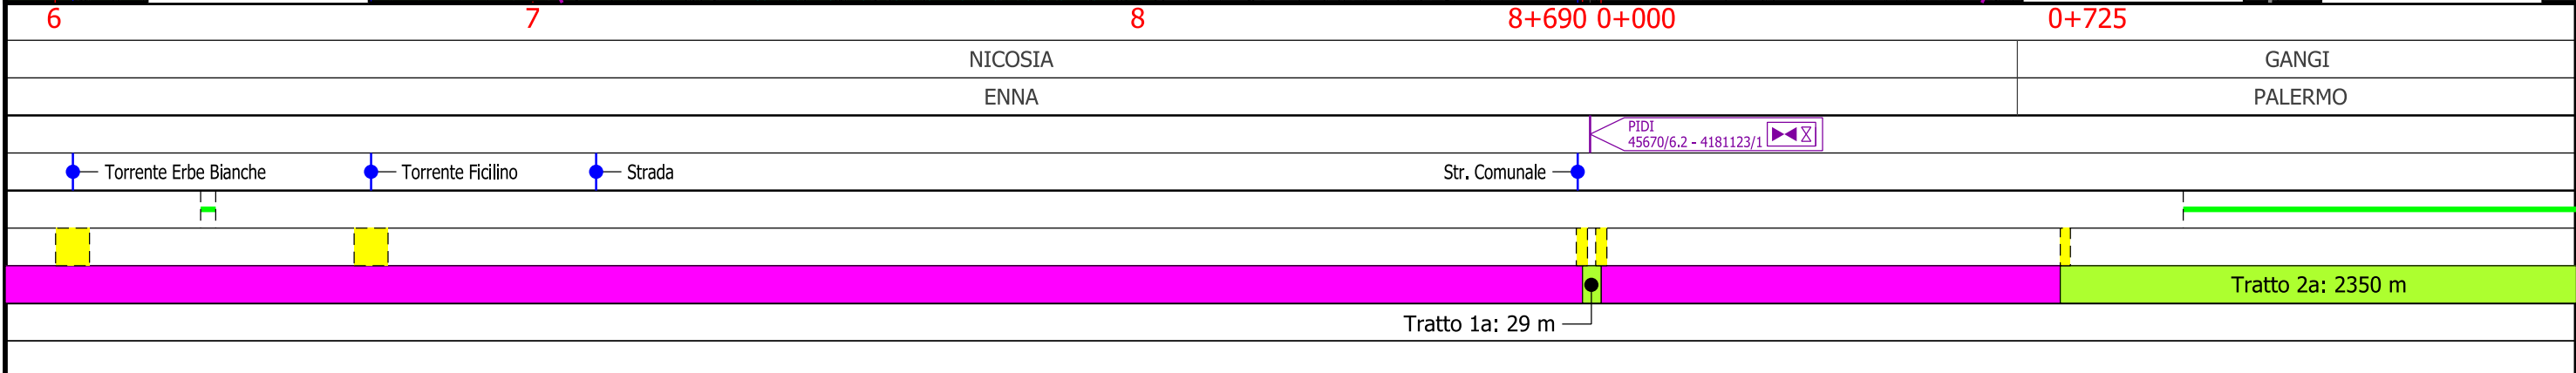 6 7 8 8+690 0+000 0+725
NICOSIA GANGI
ENNA PALERMO
PIDI
45670/6.2 - 4181123/1
Torrente Erbe Bianche Torrente Ficilino Strada Str. Comunale
Tratto 2a: 2350 m
Tratto 1a: 29 m